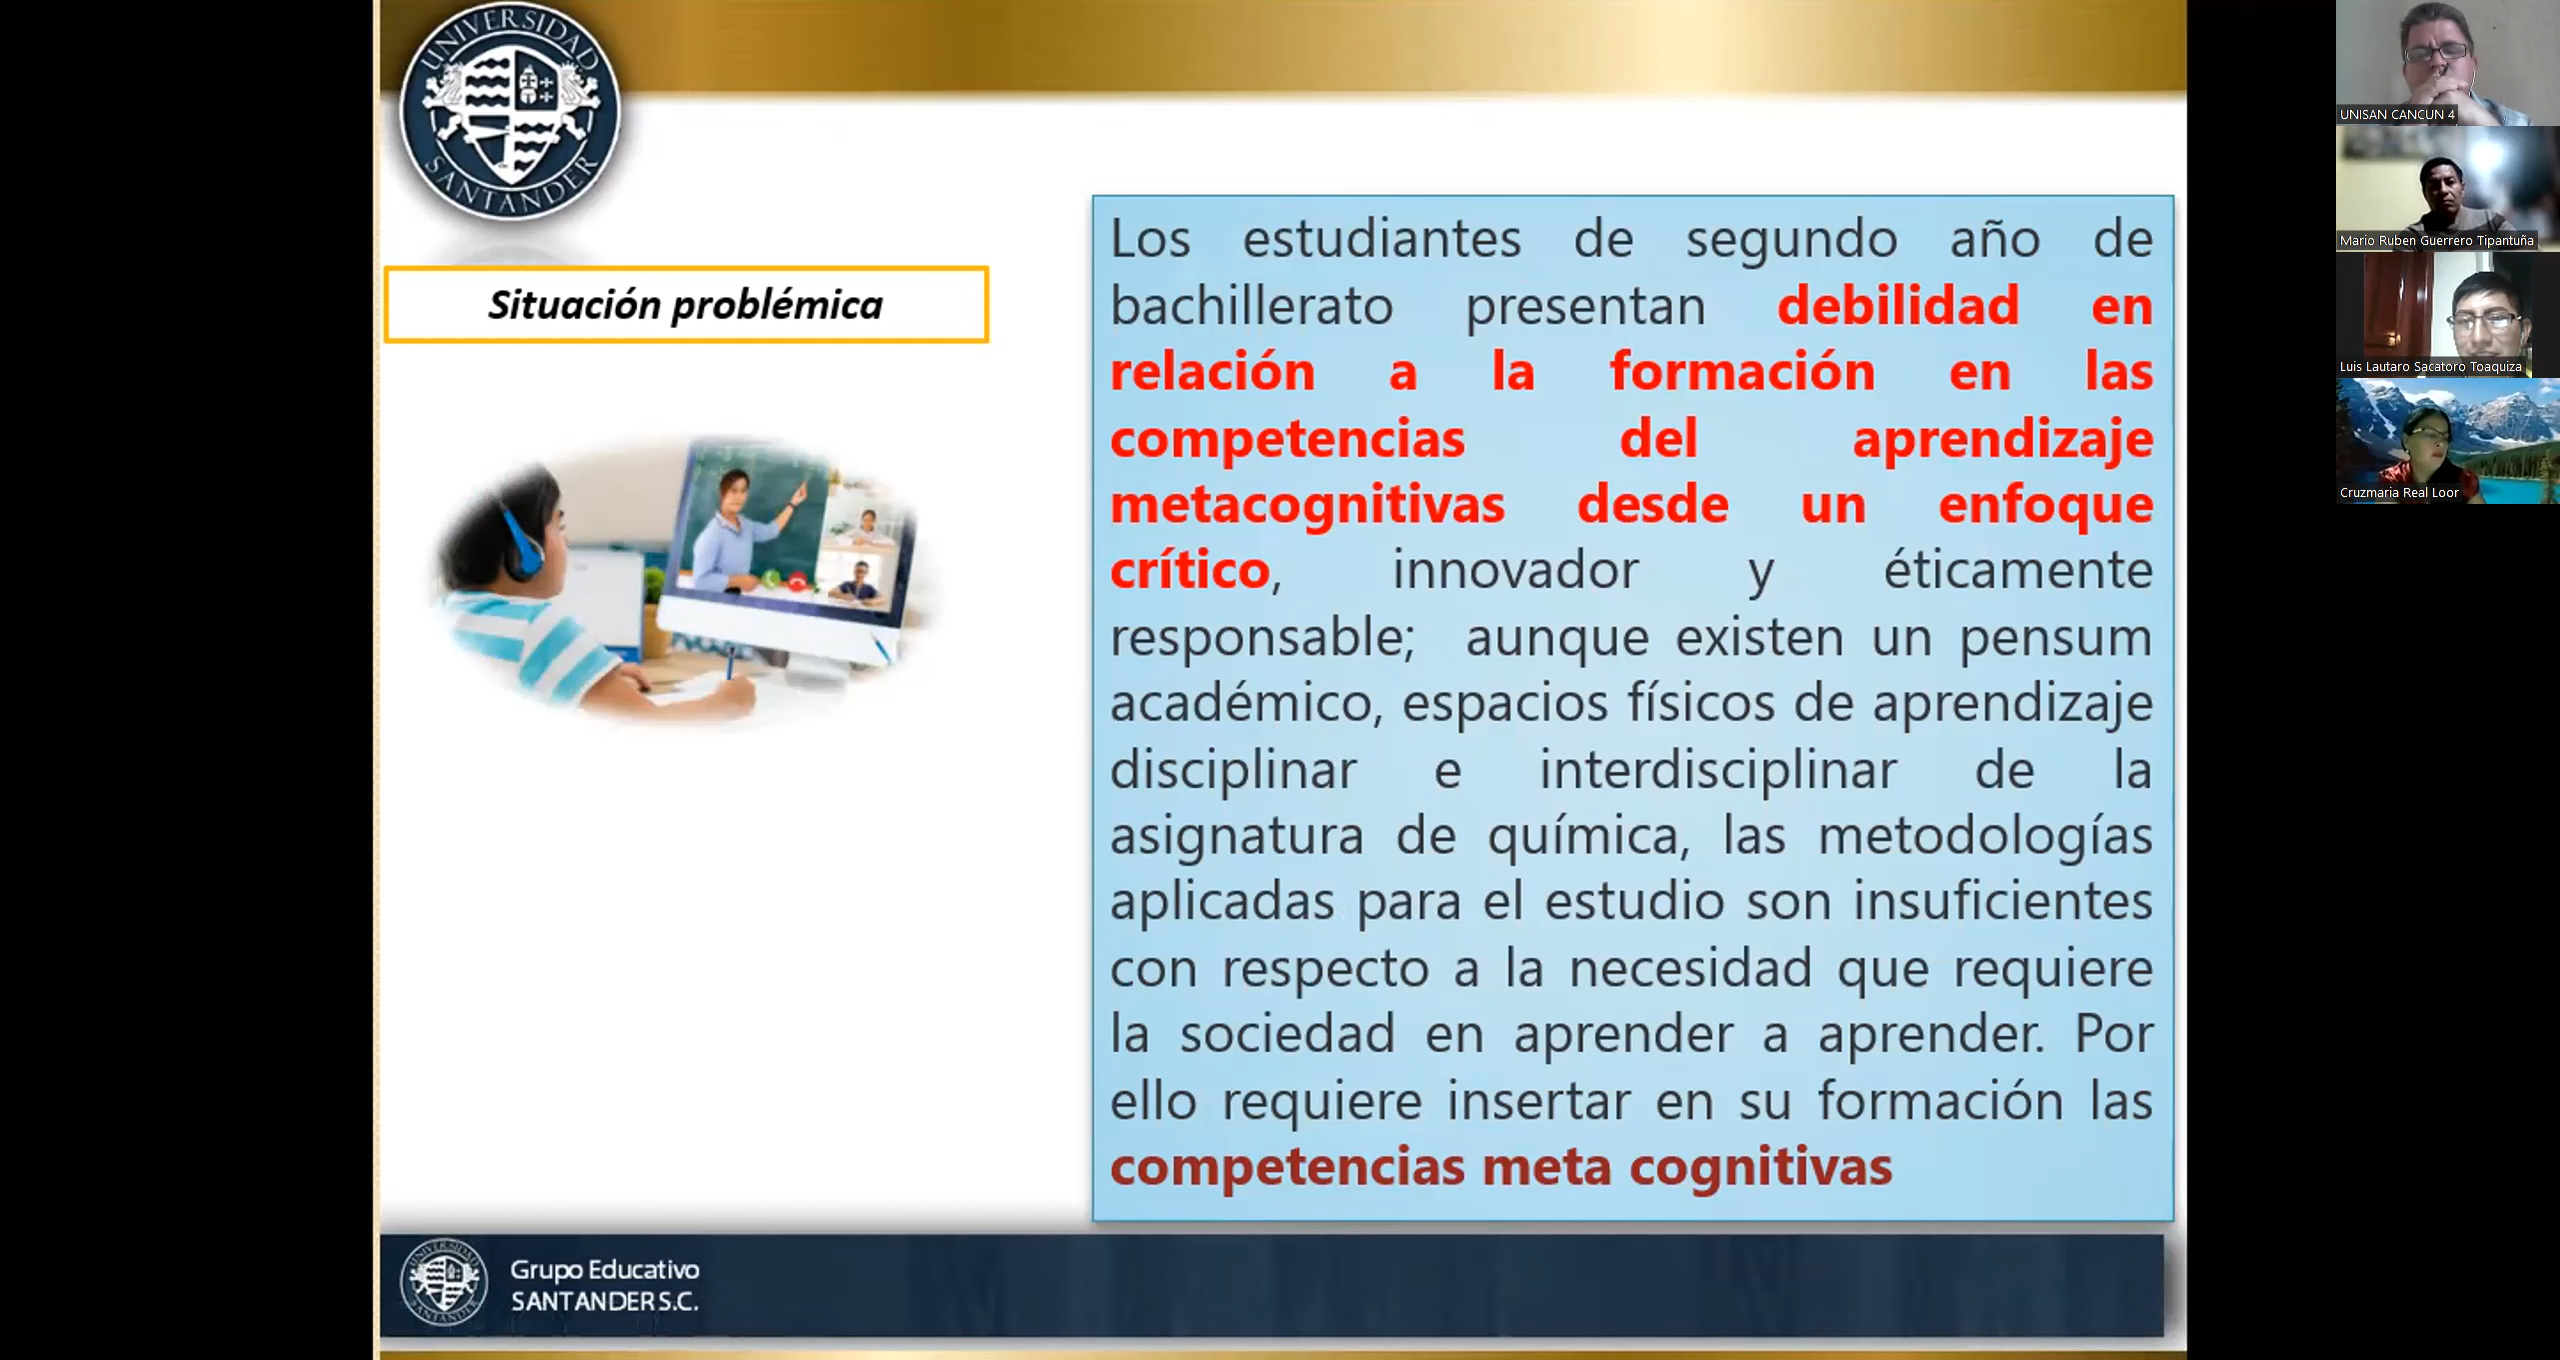 UNIVERSIDAD
SANTANDER
Situación problémica
Los estudiantes de segundo año de
bachillerato presentan debilidad en
relación a la formación en las
competencias del aprendizaje
metacognitivas desde un enfoque
crítico, innovador y éticamente
responsable; aunque existen un pensum
académico, espacios físicos de aprendizaje
disciplinar e interdisciplinar de la
asignatura de química, las metodologías
aplicadas para el estudio son insuficientes
con respecto a la necesidad que requiere
la sociedad en aprender a aprender. Por
ello requiere insertar en su formación las
competencias meta cognitivas
UNIVERSIDAD
SANTANDER
Grupo Educativo
SANTANDER S.C.
UNISAN CANCUN 4
Mario Ruben Guerrero Tipantuña
Luis Lautaro Sacatoro Toaquiza
Cruzmaria Real Loor